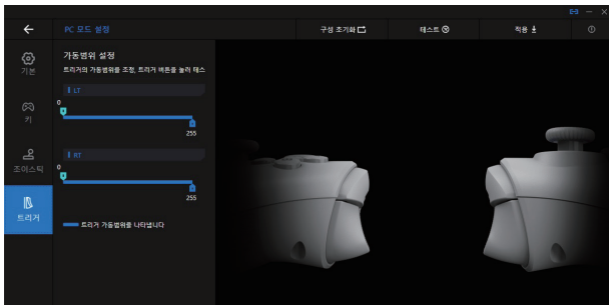 PC 모드 설정
구성 초기화
테스트
적용
기본
키
조이스틱
트리거
가동범위 설정
트리거의 가동범위를 조정, 트리거 버튼을 눌러 테스
LT
0
255
RT
0
255
트리거 가동범위를 나타냅니다